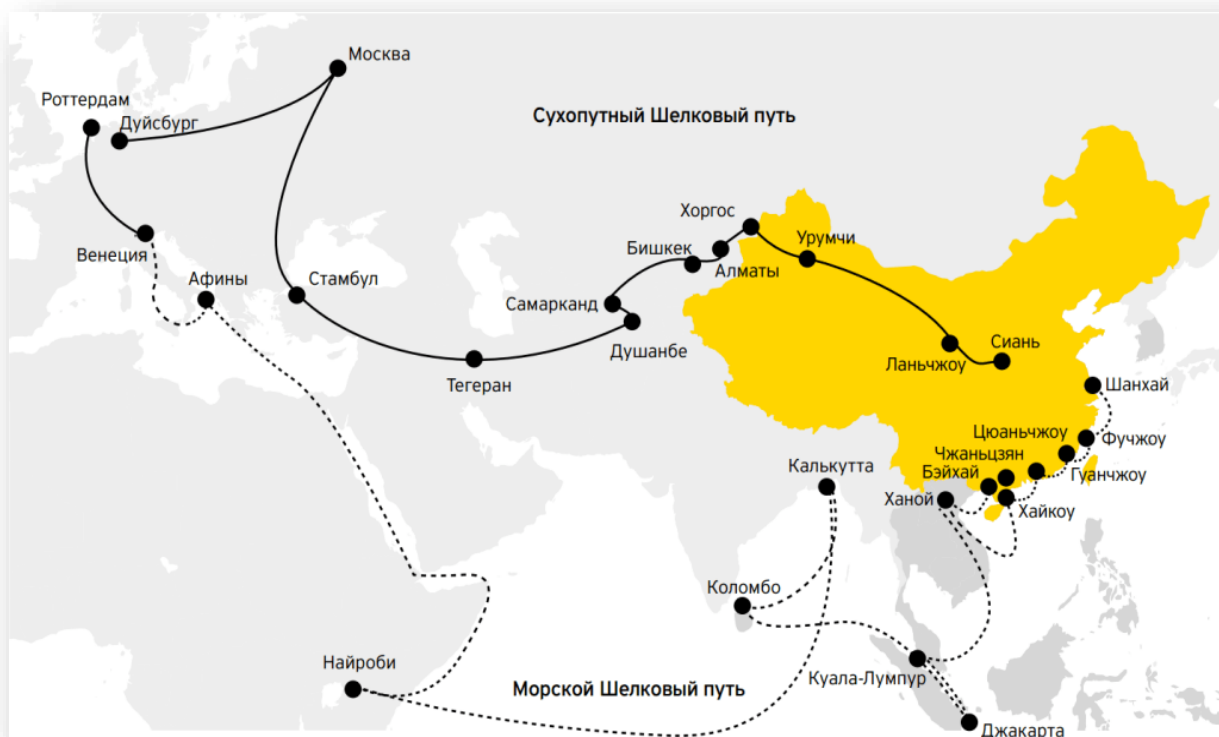 Москва
Роттердам
Дуйсбург
Сухопутный Шелковый путь
Хоргос
Урумчи
Бишкек
Алматы
Венеция
Афины
Стамбул
Самарканд
Душанбе
Тегеран
Ланьчжоу
Сиань
Шанхай
Цюаньчжоу
Фучжоу
Чжаньцзян
Бэйхай
Гуанчжоу
Калькутта
Ханой
Хайкоу
Коломбо
Найроби
Морской Шелковый путь
Куала-Лумпур
Джакарта